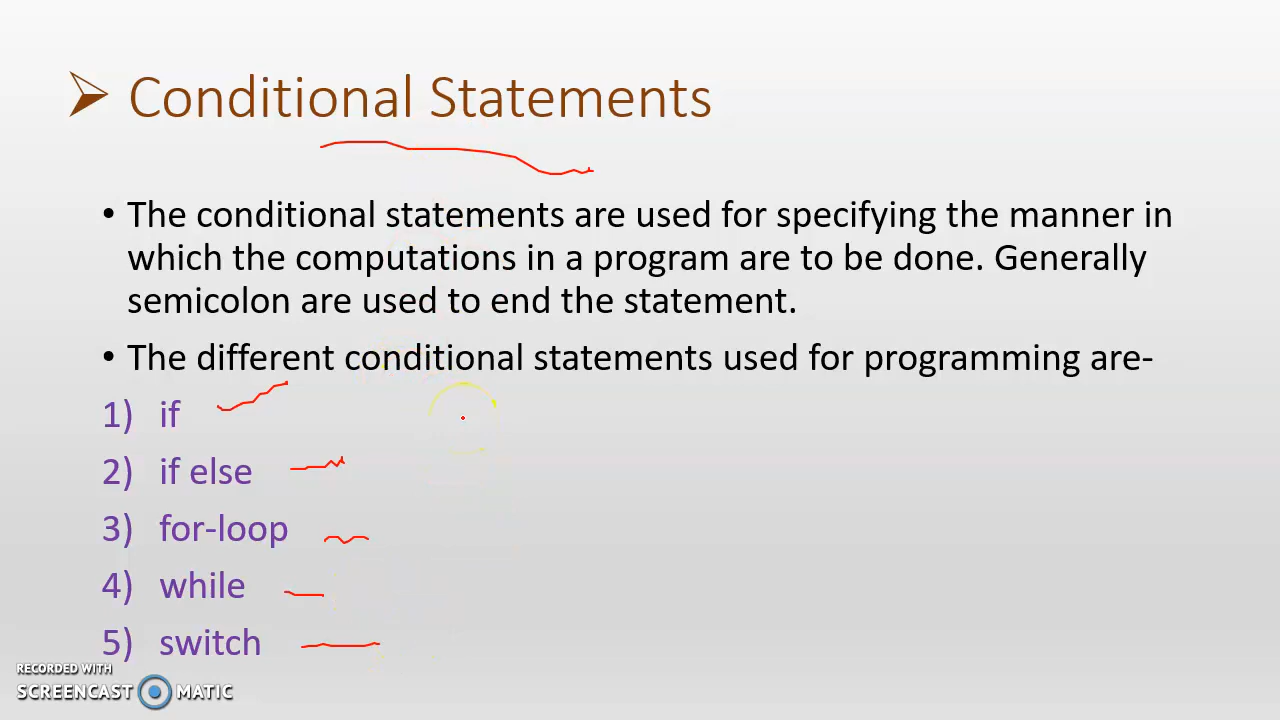 Conditional Statements
• The conditional statements are used for specifying the manner in
which the computations in a program are to be done. Generally
semicolon are used to end the statement.
• The different conditional statements used for programming are-
1) if
2) if else
3) for-loop
4) while
5) switch
RECORDED WITH
SCREENCAST MATIC